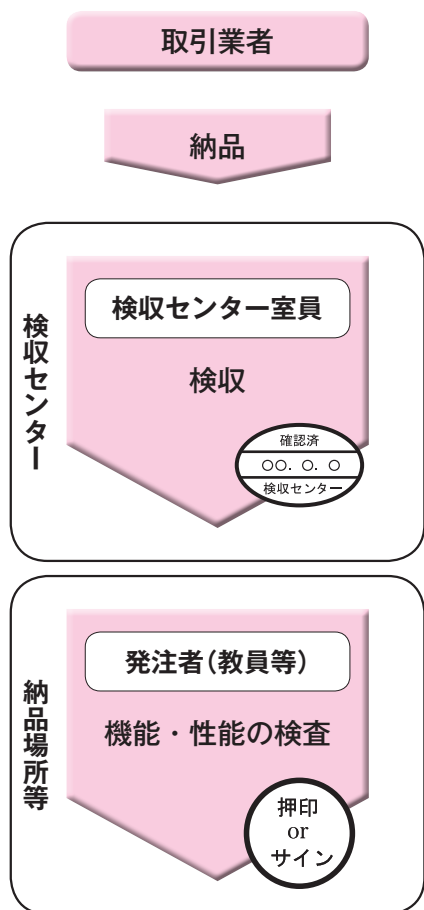 取引業者
納品
検収センター
検収センター室員
検収
確認済
○○. ○. ○
検収センター
納品場所等
発注者(教員等)
機能・性能の検査
押印
or
サイン